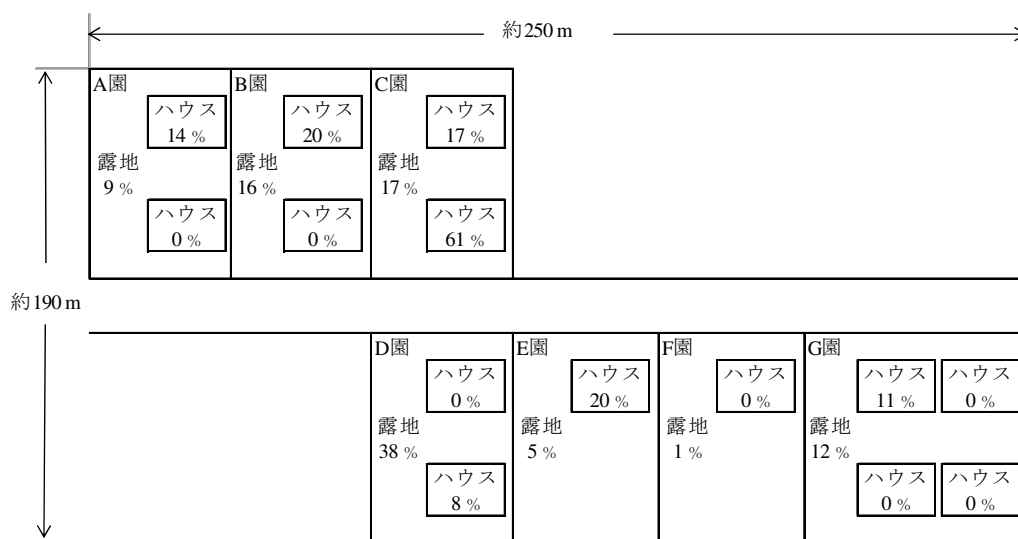 約250 m
A園
ハウス
14 %
露地
9 %
ハウス
0 %
B園
ハウス
20 %
露地
16 %
ハウス
0 %
C園
ハウス
17 %
露地
17 %
ハウス
61 %
約190 m
D園
ハウス
0 %
露地
38 %
ハウス
8 %
E園
ハウス
20 %
露地
5 %
F園
ハウス
0 %
露地
1 %
G園
ハウス
11 %
ハウス
0 %
露地
12 %
ハウス
0 %
ハウス
0 %